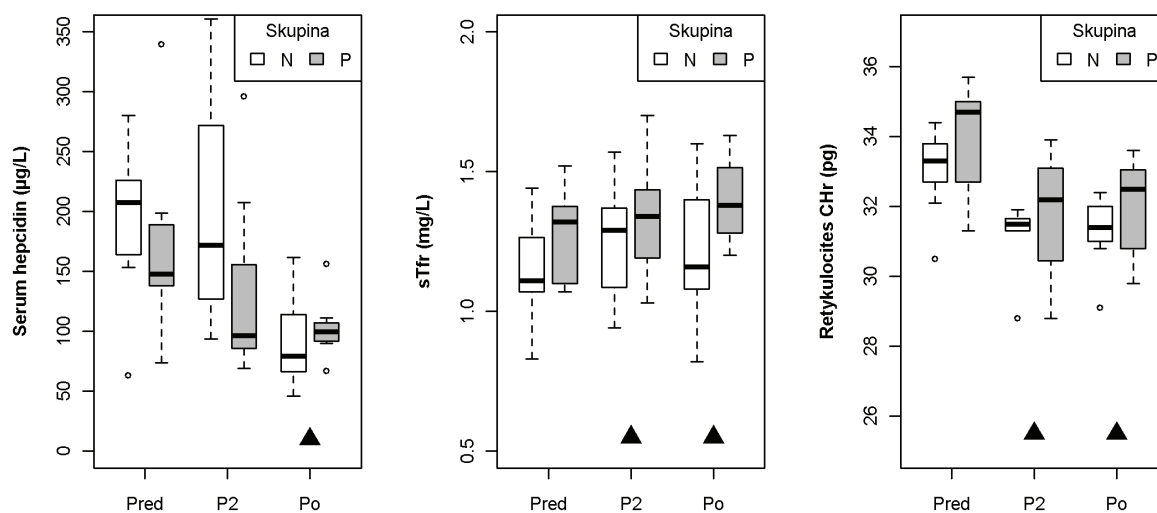 Serum hepcidin (µg/L)
350
300
250
200
150
100
50
0
Skupina
N P
Pred P2 Po
sTfr (mg/L)
2.0
1.5
1.0
0.5
Skupina
N P
Pred P2 Po
Retykulocites CHr (pg)
36
34
32
30
28
26
Skupina
N P
Pred P2 Po